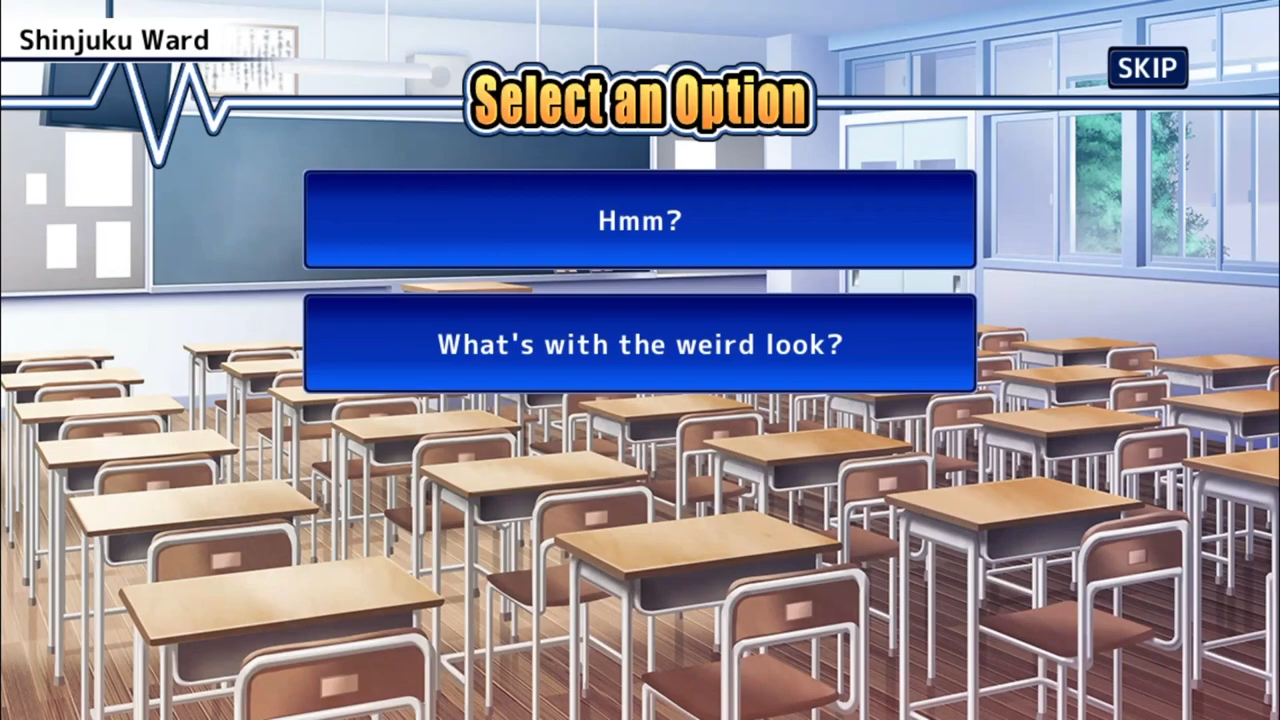 Shinjuku Ward
SKIP
Select an Option
Hmm?
What's with the weird look?